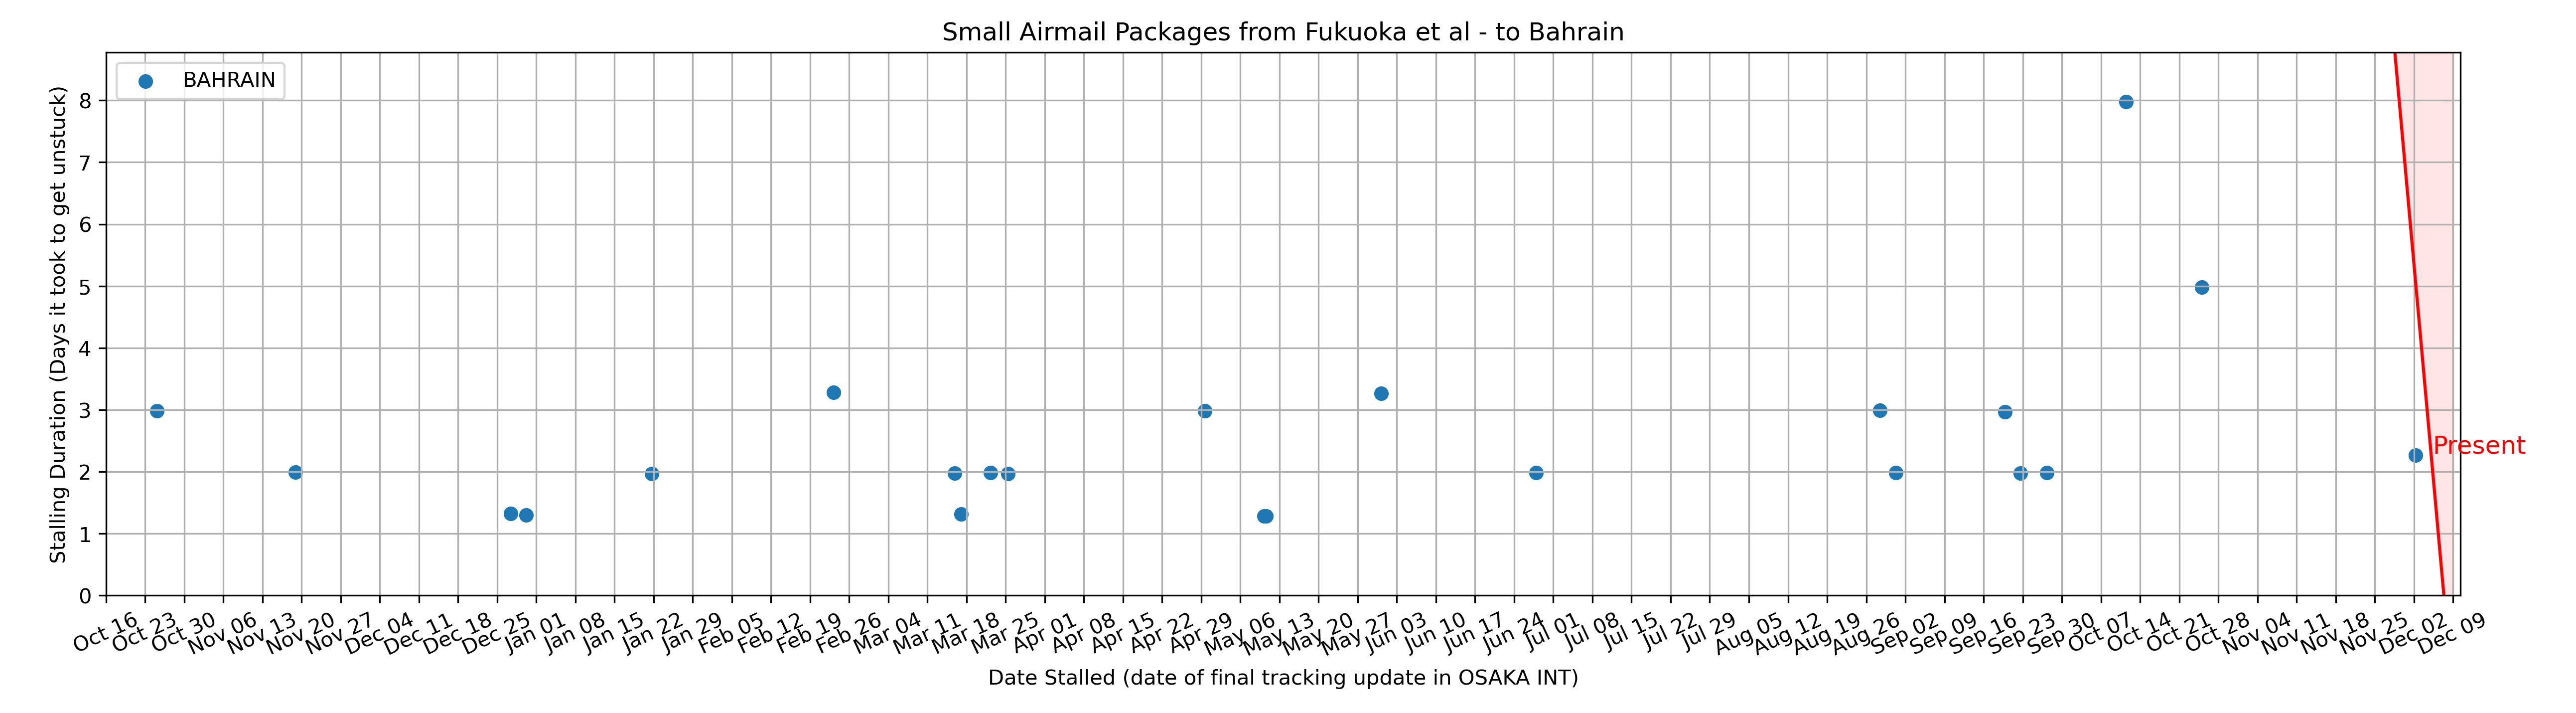 Small Airmail Packages from Fukuoka et al - to Bahrain
BAHRAIN
Stalling Duration (Days it took to get unstuck)
8
7
6
5
4
3
2
1
0
Present
Oct 16 Oct 23 Oct 30 Nov 06 Nov 13 Nov 20 Nov 27 Dec 04 Dec 11 Dec 18 Dec 25 Jan 01 Jan 08 Jan 15 Jan 22 Jan 29 Feb 05 Feb 12 Feb 19 Feb 26 Mar 04 Mar 11 Mar 18 Mar 25 Apr 01 Apr 08 Apr 15 Apr 22 Apr 29 May 06 May 13 May 20 May 27 Jun 03 Jun 10 Jun 17 Jun 24 Jul 01 Jul 08 Jul 15 Jul 22 Jul 29 Aug 05 Aug 12 Aug 19 Aug 26 Sep 02 Sep 09 Sep 16 Sep 23 Sep 30 Oct 07 Oct 14 Oct 21 Oct 28 Nov 04 Nov 11 Nov 18 Nov 25 Dec 02 Dec 09
Date Stalled (date of final tracking update in OSAKA INT)